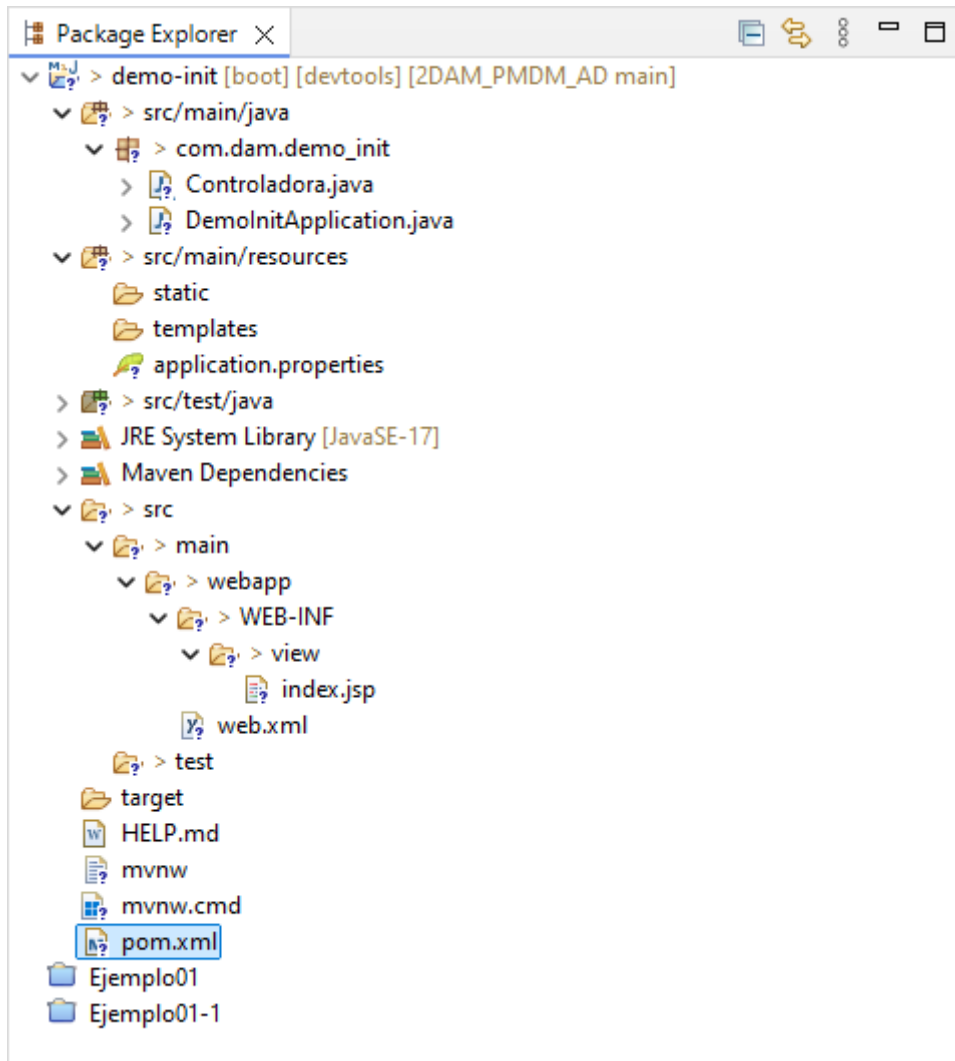 Package Explorer
> demo-init [boot] [devtools] [2DAM_PMDM_AD main]
> src/main/java
> com.dam.demo_init
Controladora.java
DemoInitApplication.java
> src/main/resources
static
templates
application.properties
> src/test/java
JRE System Library [JavaSE-17]
Maven Dependencies
> src
> main
> webapp
> WEB-INF
> view
index.jsp
web.xml
> test
target
HELP.md
mvnw
mvnw.cmd
pom.xml
Ejemplo01
Ejemplo01-1